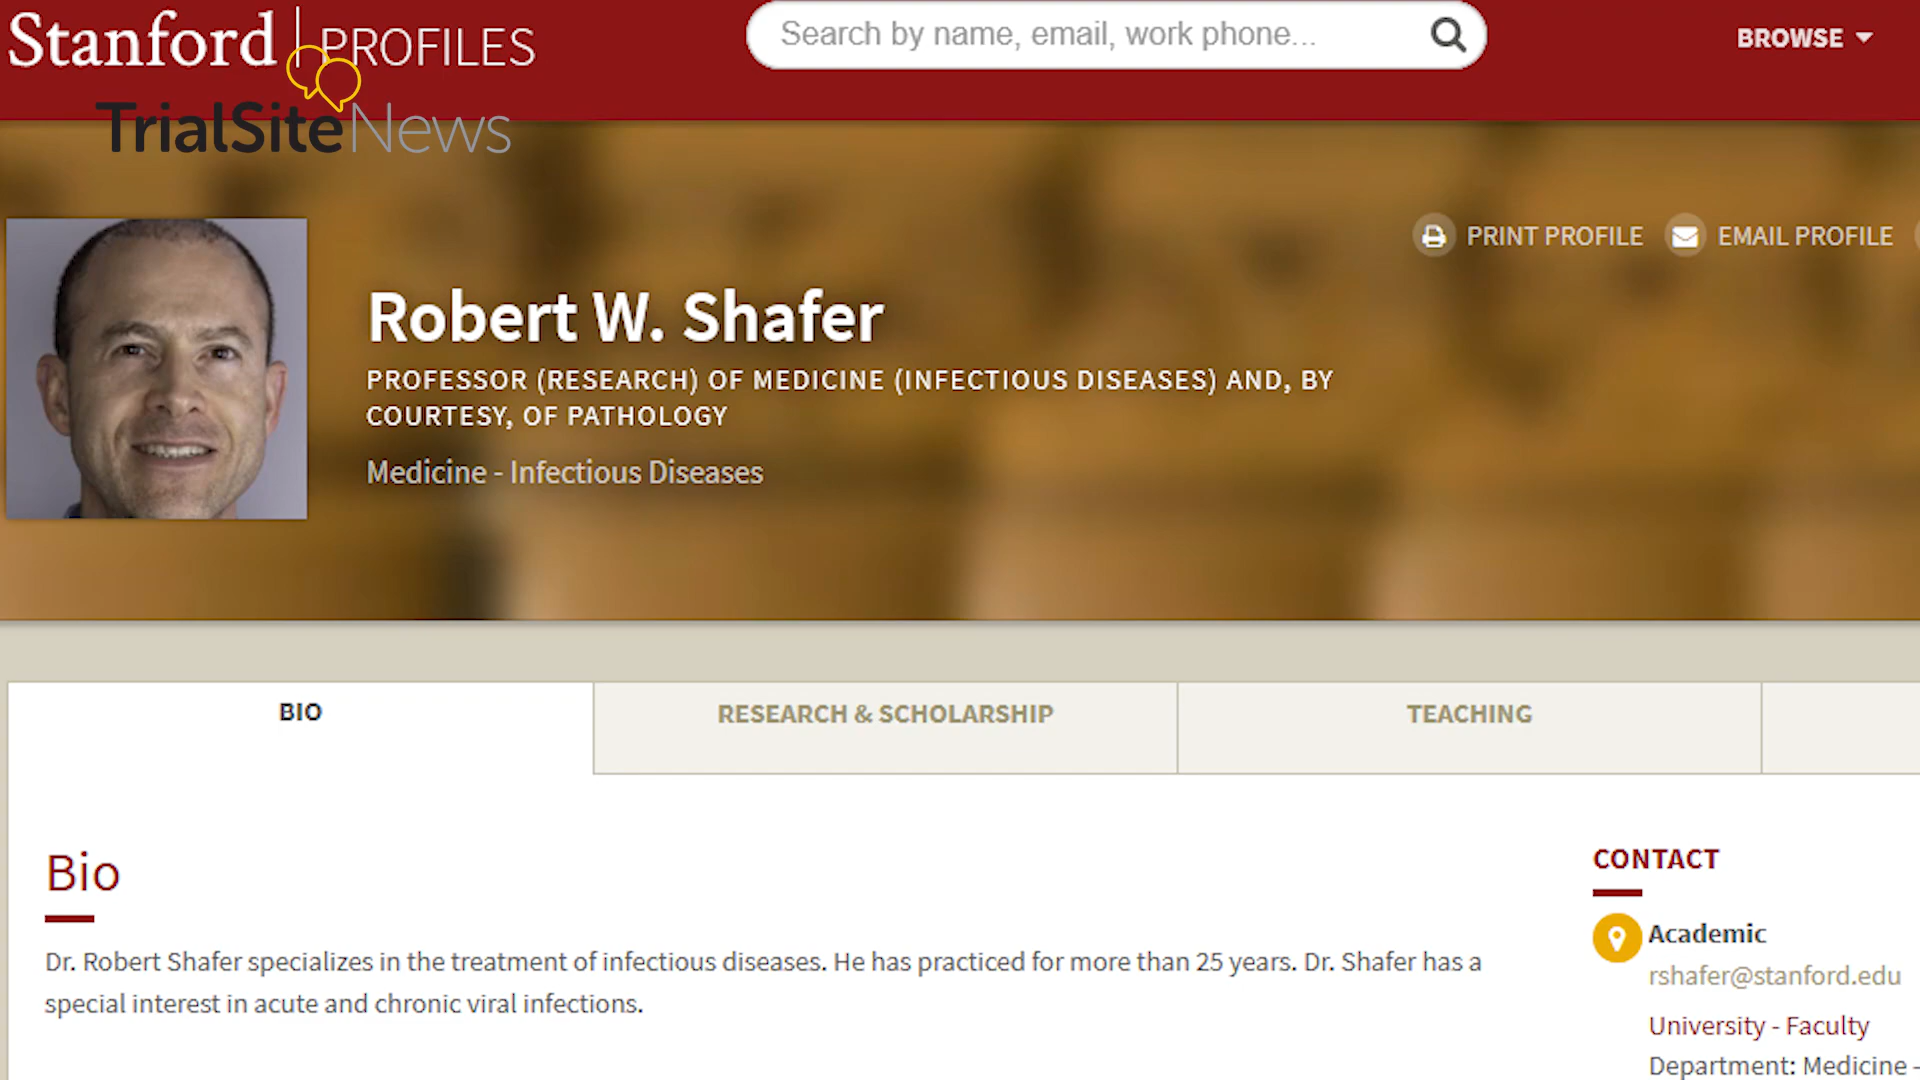 Stanford | PROFILES
Search by name, email, work phone...
BROWSE
TrialSiteNews
PRINT PROFILE
EMAIL PROFILE
Robert W. Shafer
PROFESSOR (RESEARCH) OF MEDICINE (INFECTIOUS DISEASES) AND, BY
COURTESY, OF PATHOLOGY
Medicine - Infectious Diseases
BIO
RESEARCH & SCHOLARSHIP
TEACHING
Bio
Dr. Robert Shafer specializes in the treatment of infectious diseases. He has practiced for more than 25 years. Dr. Shafer has a
special interest in acute and chronic viral infections.
CONTACT
Academic
rshafer@stanford.edu
University - Faculty
Department: Medicine -